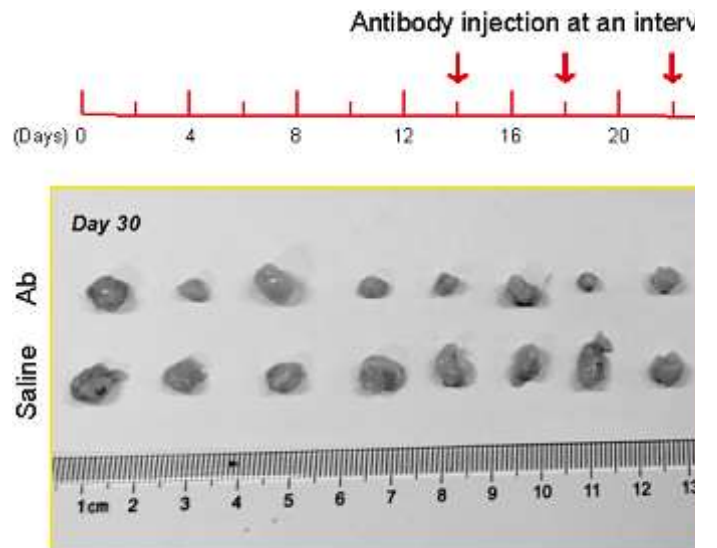 Antibody injection at an interv
(Days) 0 4 8 12 16 20
Day 30
Ab
Saline
1cm 2 3 4 5 6 7 8 9 10 11 12 13